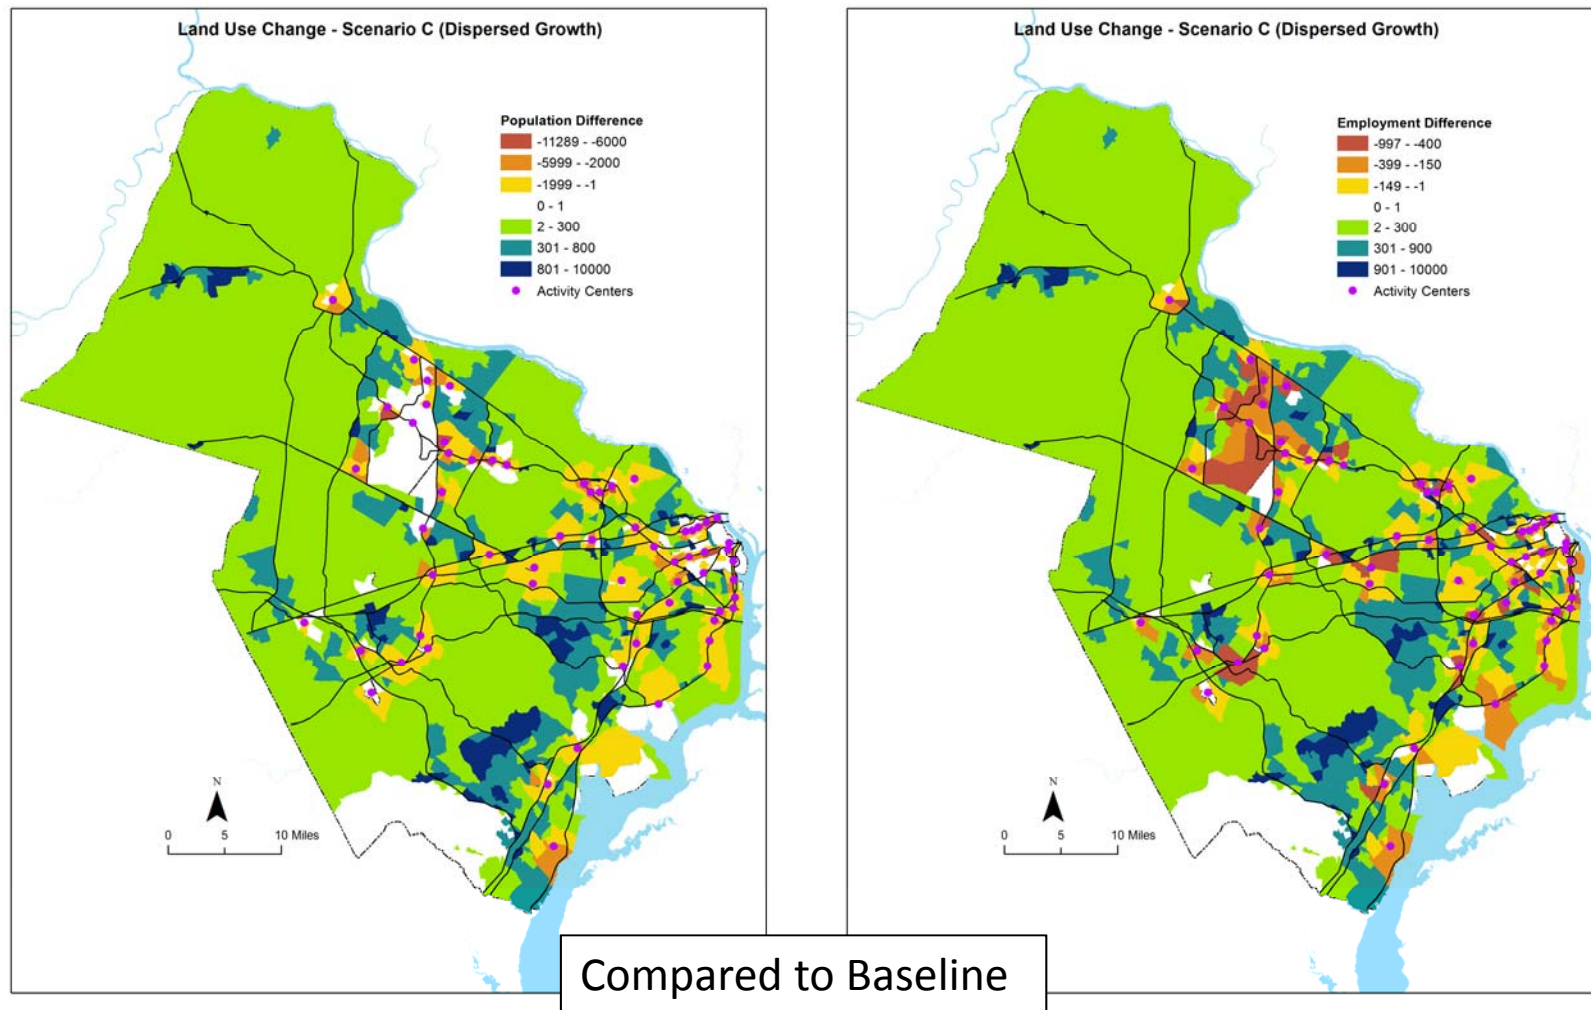 Land Use Change - Scenario C (Dispersed Growth)
Population Difference
-11289 - -6000
-5999 - -2000
-1999 - -1
0 - 1
2 - 300
301 - 800
801 - 10000
Activity Centers
N
0 5 10 Miles
Land Use Change - Scenario C (Dispersed Growth)
Employment Difference
-997 - -400
-399 - -150
-149 - -1
0 - 1
2 - 300
301 - 900
901 - 10000
Activity Centers
N
0 5 10 Miles
Compared to Baseline